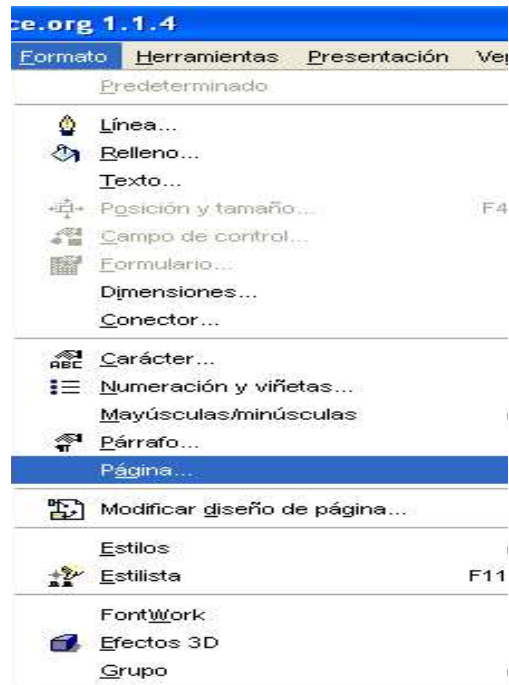 ce.org 1.1.4
Formato Herramientas Presentación
Predeterminado
Línea...
Relleno...
Texto...
Posición y tamaño... F4
Campo de control...
Formulario...
Dimensiones...
Conector...
ABC Carácter...
Numeración y viñetas...
Mayúsculas/minúsculas
Párrafo...
Página...
Modificar diseño de página...
Estilos
Estilista F11
FontWork
Efectos 3D
Grupo